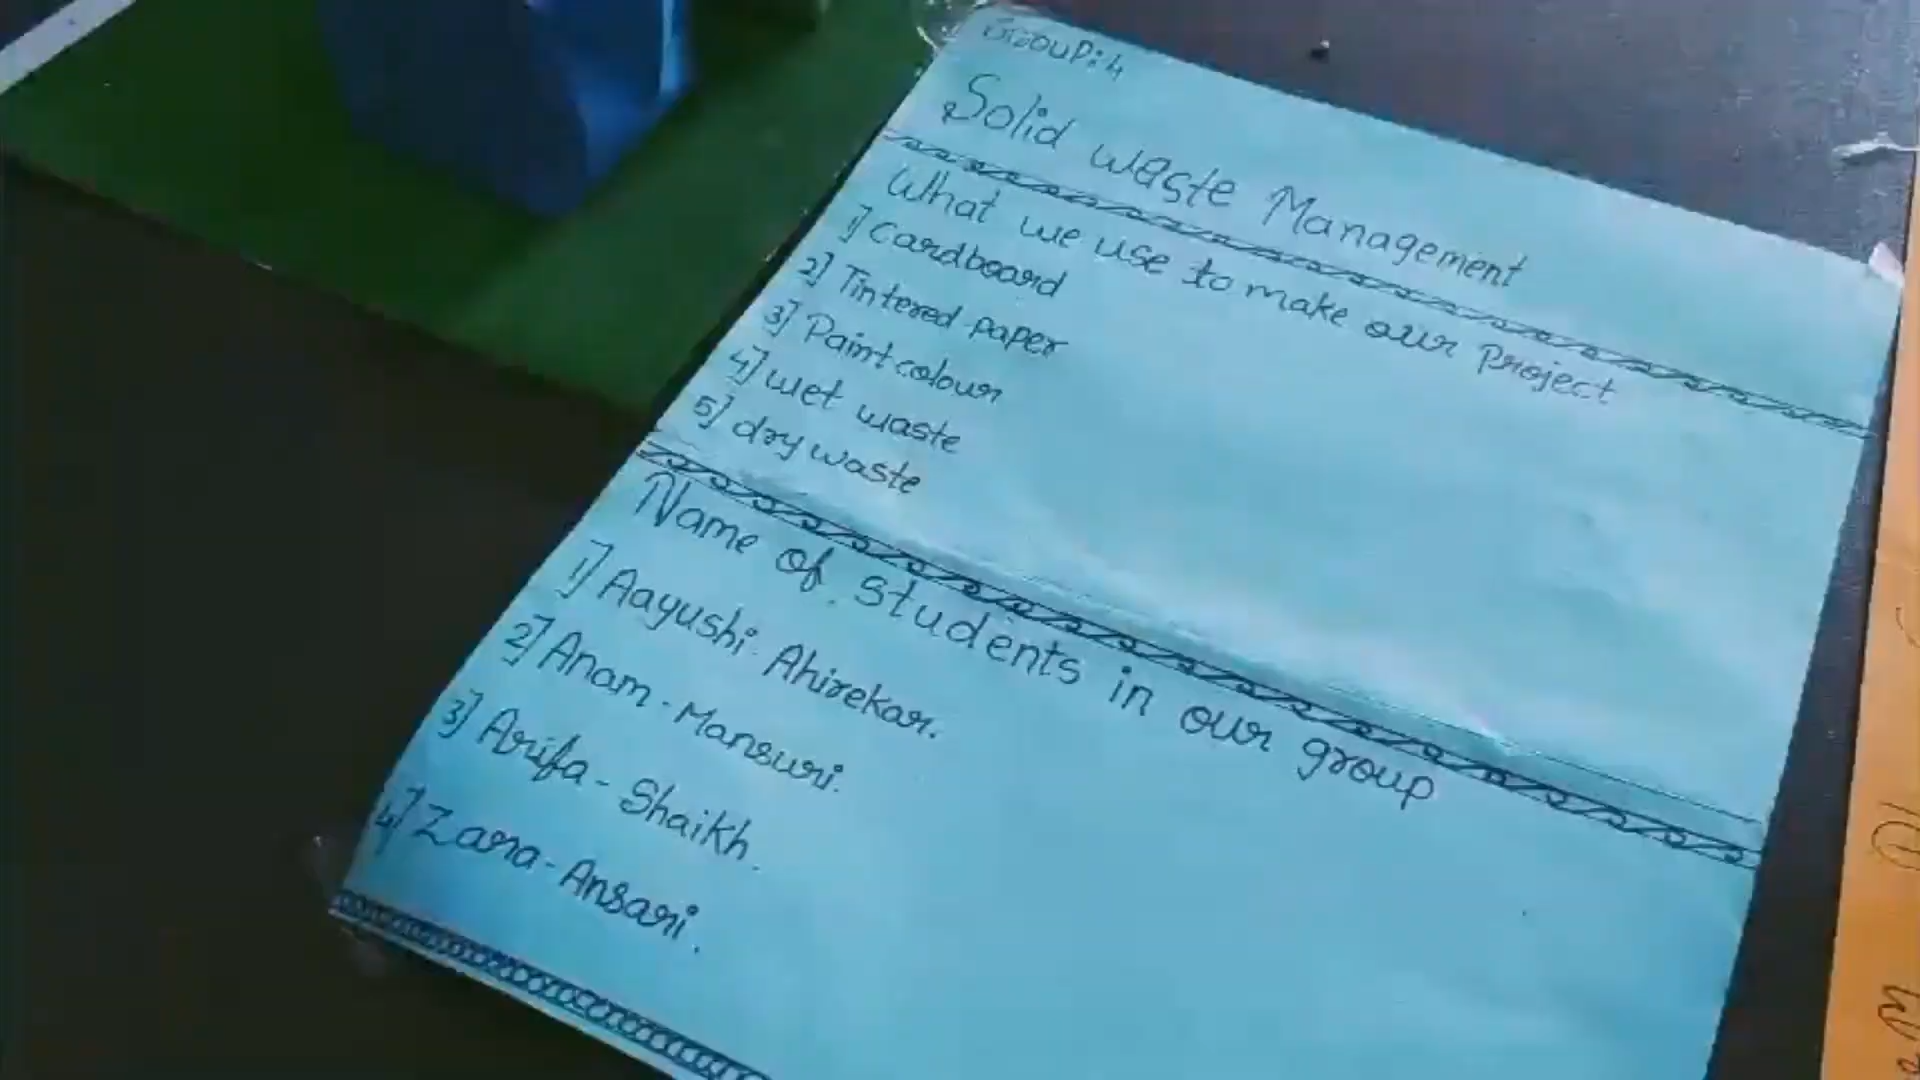 Group: 4
Solid waste Management
What we use to make our project
1] Cardboard
2] Tintered paper
3] Paint colour
4] wet waste
5] dry waste
Name of students in our group
1] Aayushi - Ahirekar.
2] Anam - Mansuri.
3] Arifa - Shaikh.
4] Zara - Ansari.